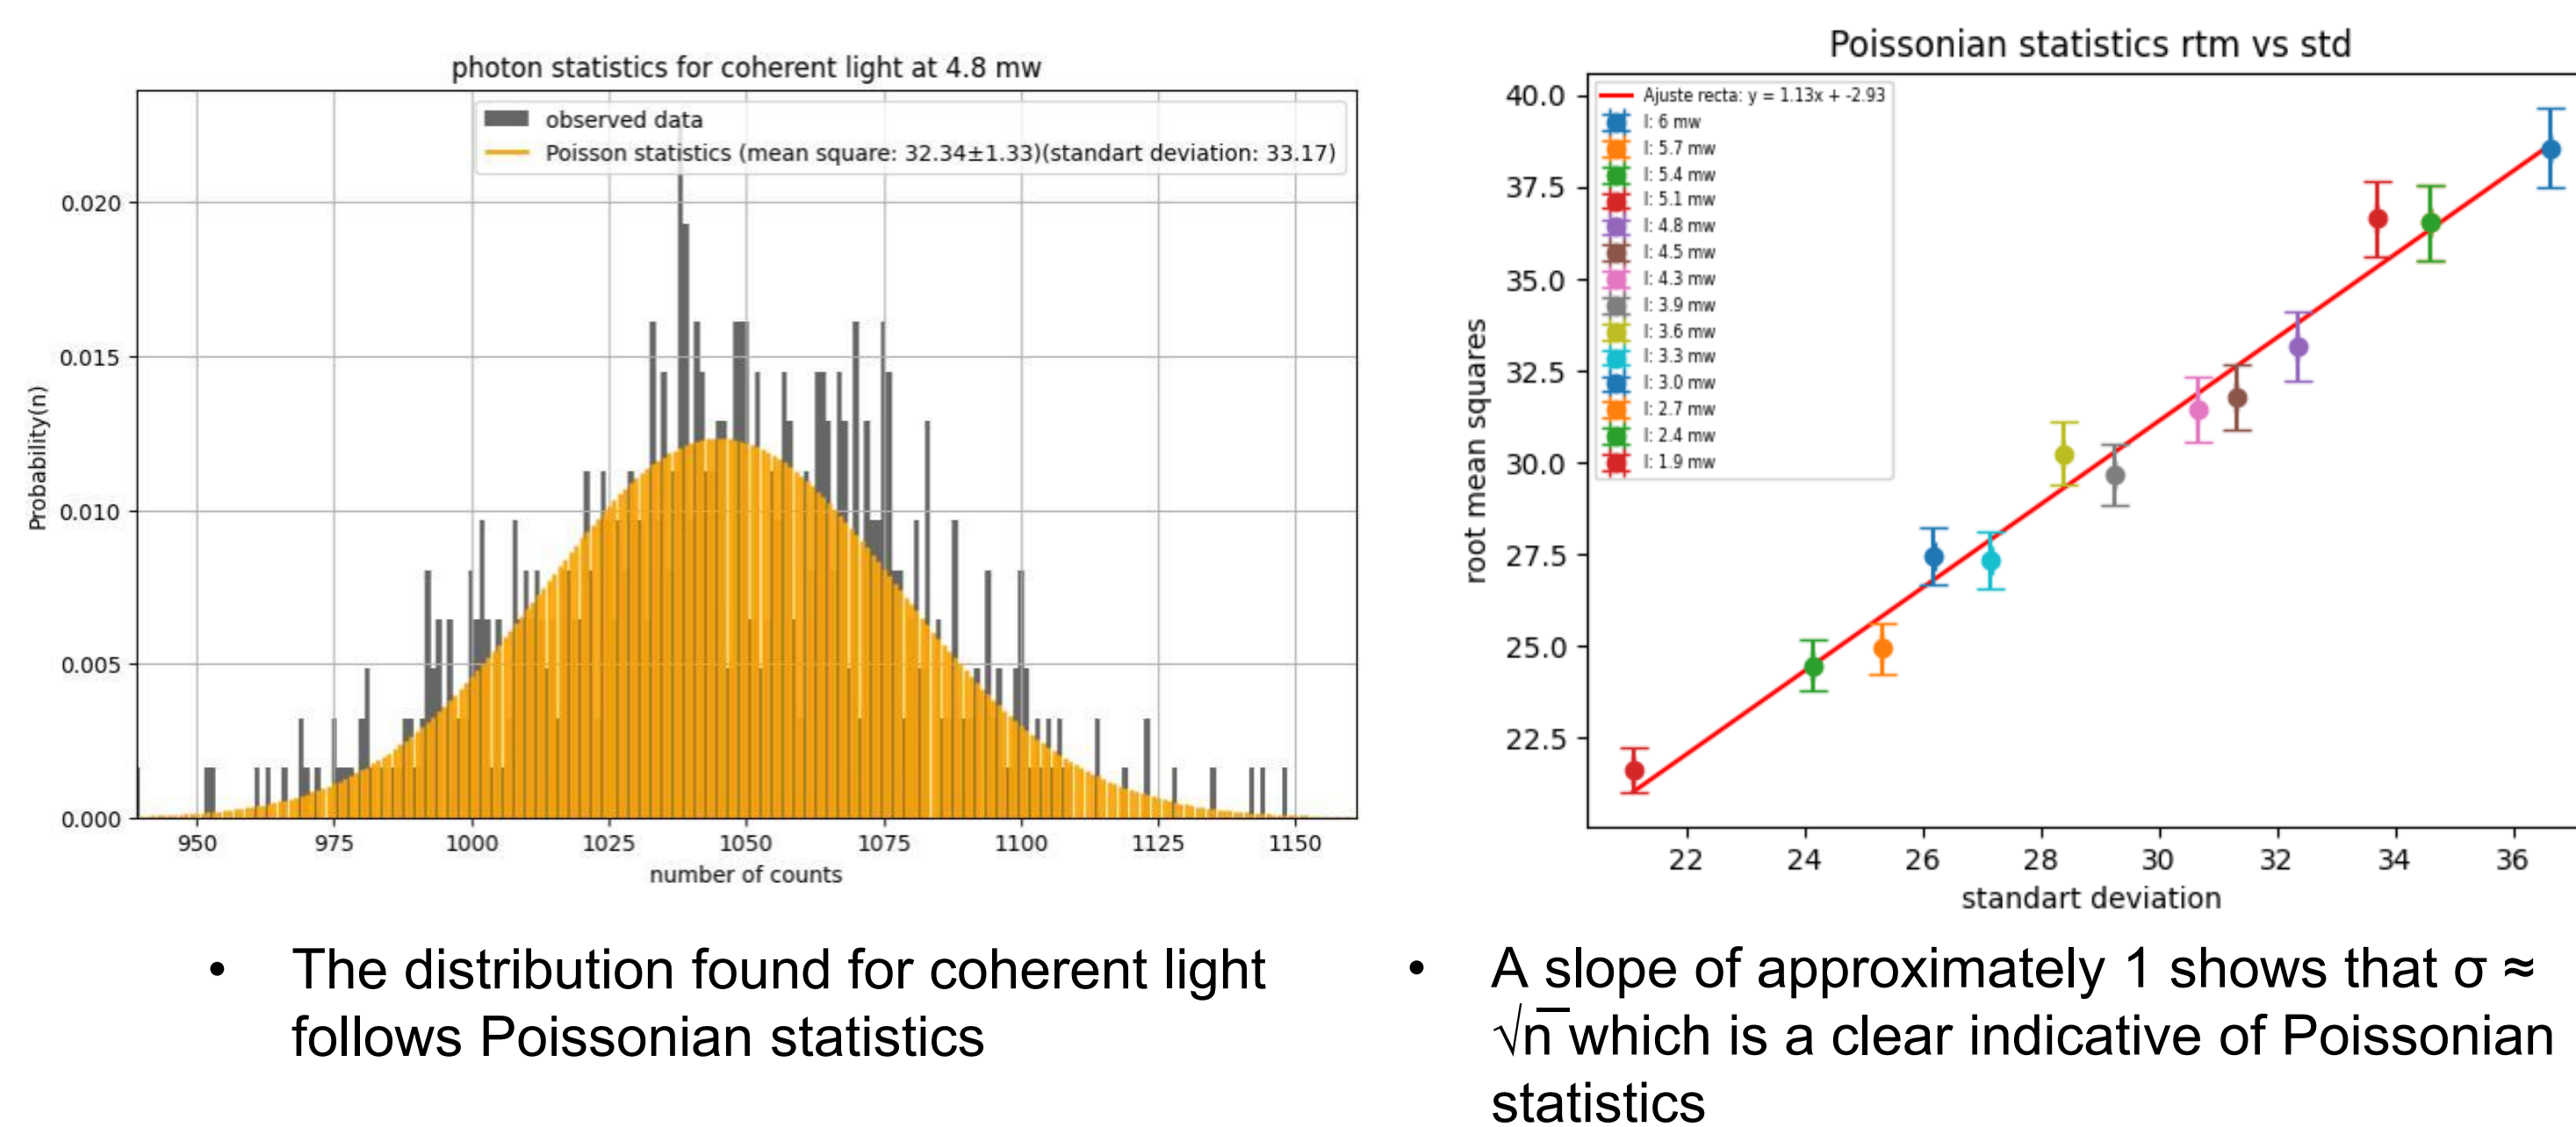 photon statistics for coherent light at 4.8 mw
observed data
Poisson statistics (mean square: 32.34±1.33)(standart deviation: 33.17)
0.020
0.015
0.010
0.005
0.000
Probability(n)
950 975 1000 1025 1050 1075 1100 1125 1150
number of counts
• The distribution found for coherent light
follows Poissonian statistics
Poissonian statistics rtm vs std
Ajuste recta: y = 1.13x + -2.93
I: 6 mw
I: 5.7 mw
I: 5.4 mw
I: 5.1 mw
I: 4.8 mw
I: 4.5 mw
I: 4.3 mw
I: 3.9 mw
I: 3.6 mw
I: 3.3 mw
I: 3.0 mw
I: 2.7 mw
I: 2.4 mw
I: 1.9 mw
40.0
37.5
35.0
32.5
30.0
27.5
25.0
22.5
root mean squares
22 24 26 28 30 32 34 36
standart deviation
• A slope of approximately 1 shows that σ ≈
√n̅ which is a clear indicative of Poissonian
statistics